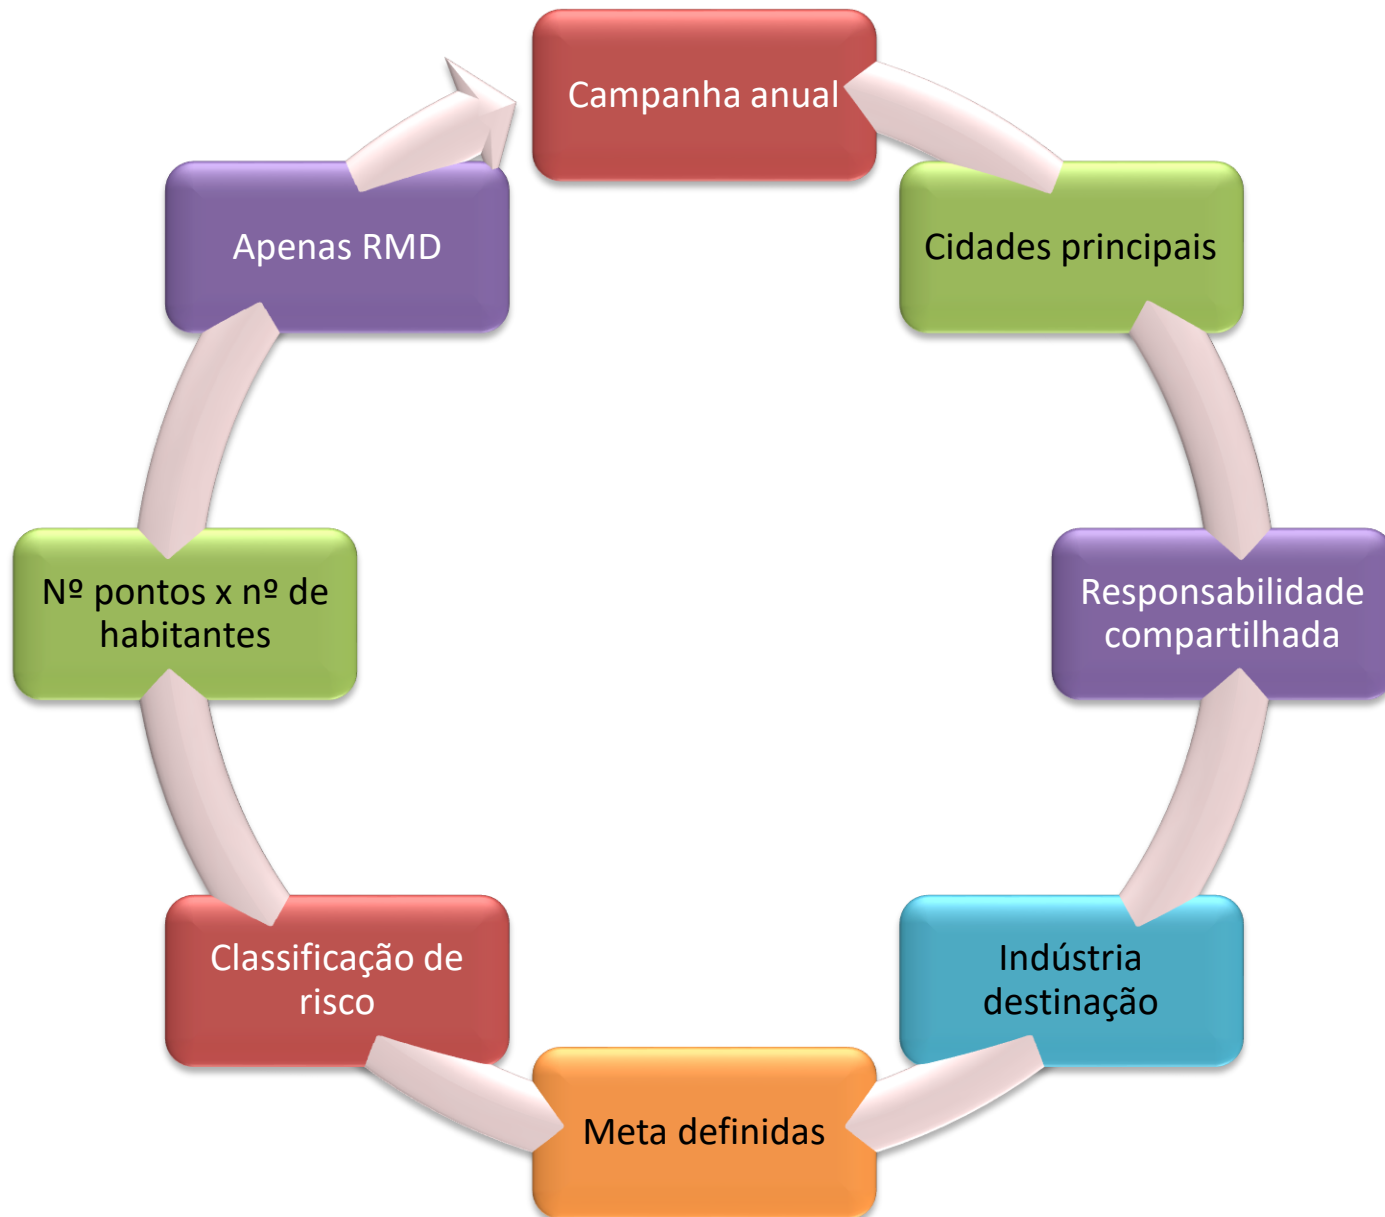 Campanha anual
Cidades principais
Responsabilidade
compartilhada
Indústria
destinação
Meta definidas
Classificação de
risco
Nº pontos x nº de
habitantes
Apenas RMD